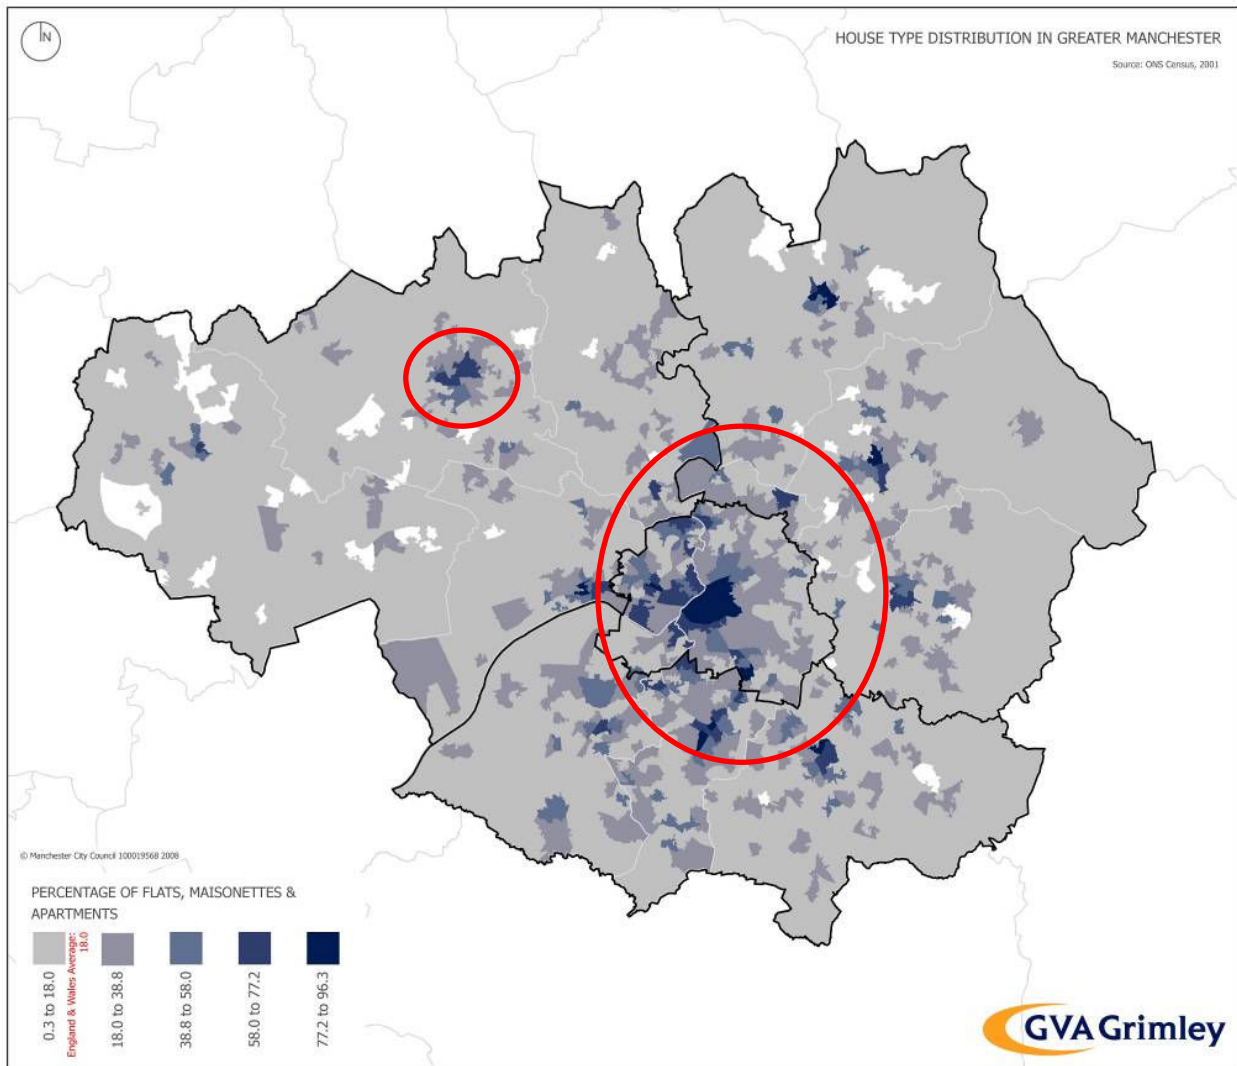 N
HOUSE TYPE DISTRIBUTION IN GREATER MANCHESTER
Source: ONS Census, 2001
© Manchester City Council 100019568 2008
PERCENTAGE OF FLATS, MAISONETTES &
APARTMENTS
0.3 to 18.0
England & Wales Average:
18.0
18.0 to 38.8
38.8 to 58.0
58.0 to 77.2
77.2 to 96.3
GVA Grimley